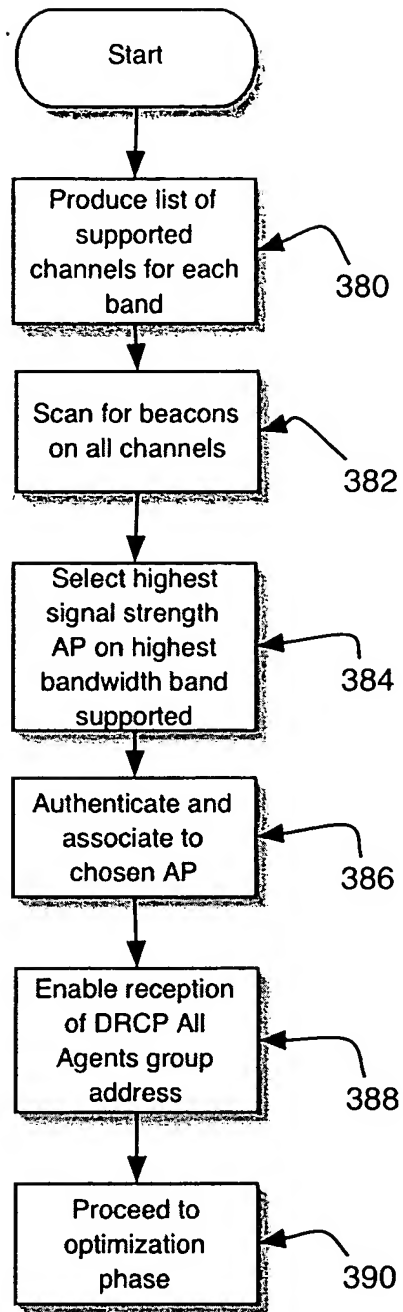 Start
Produce list of
supported
channels for each
band
380
Scan for beacons
on all channels
382
Select highest
signal strength
AP on highest
bandwidth band
supported
384
Authenticate and
associate to
chosen AP
386
Enable reception
of DRCP All
Agents group
address
388
Proceed to
optimization
phase
390